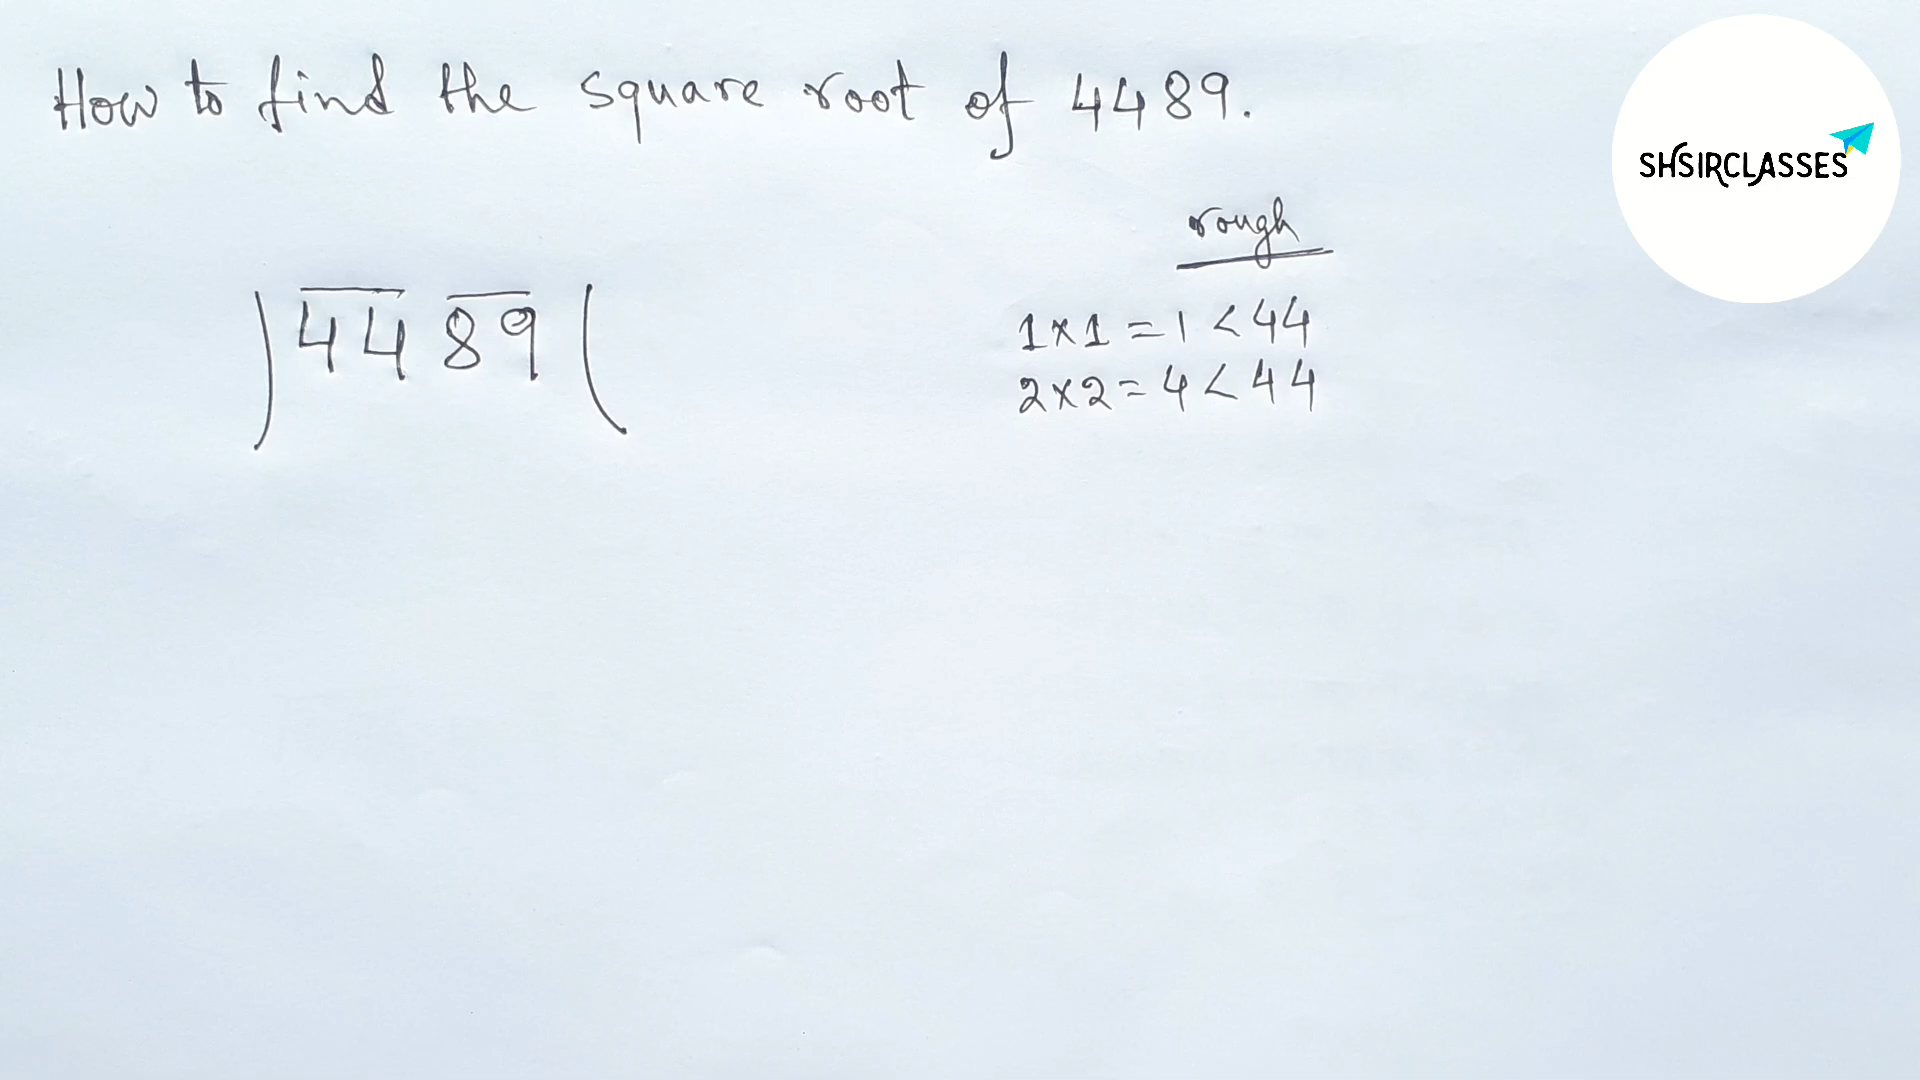 How to find the square root of 4489.
SHSIRCLASSES
rough
44 89
1×1=1<44
2×2=4<44